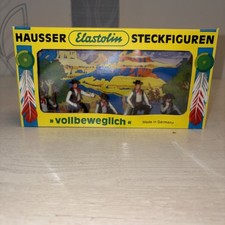 HAUSSER Elastolin STECKFIGUREN
vollbeweglich
Made in Germany